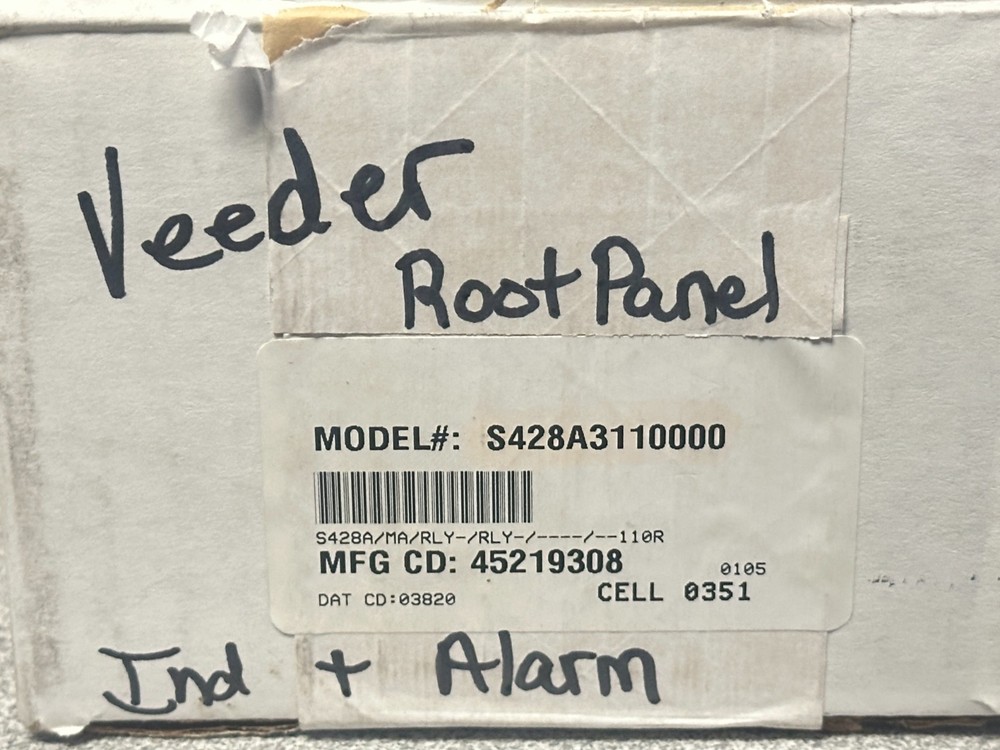 Veeder
Root Panel
MODEL#: S428A3110000
S428A/MA/RLY-/RLY-/----/--110R
MFG CD: 45219308 0105
DAT CD:03820 CELL 0351
Ind + Alarm